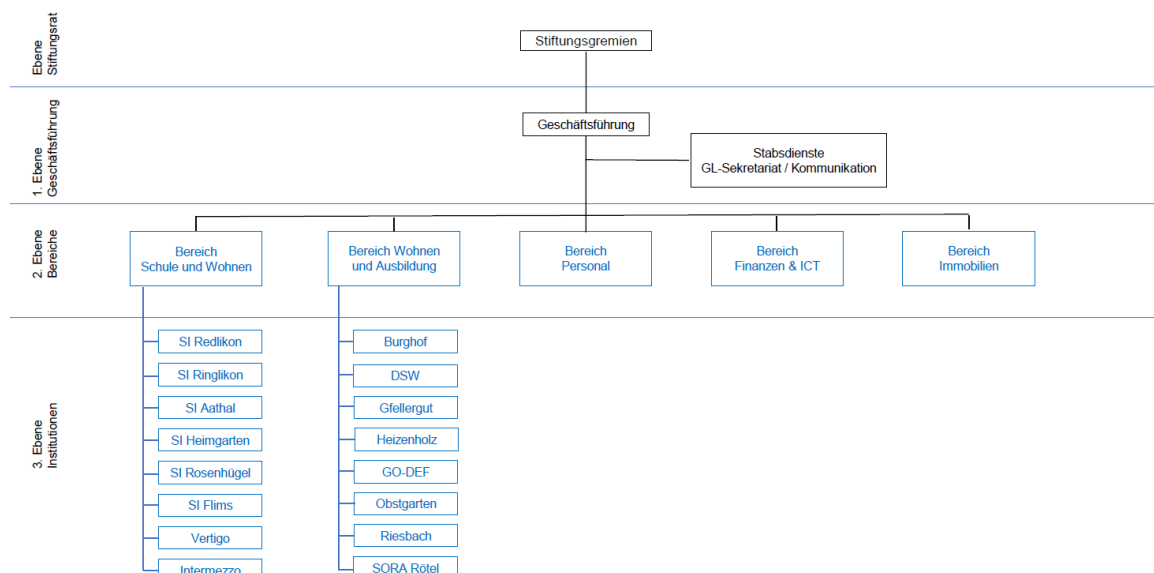 Ebene
Stiftungsrat
Stiftungsgremien
1. Ebene
Geschäftsführung
Geschäftsführung
Stabsdienste
GL-Sekretariat / Kommunikation
2. Ebene
Bereiche
Bereich
Schule und Wohnen
Bereich Wohnen
und Ausbildung
Bereich
Personal
Bereich
Finanzen & ICT
Bereich
Immobilien
3. Ebene
Institutionen
SI Redlikon
SI Ringlikon
SI Aathal
SI Heimgarten
SI Rosenhügel
SI Flims
Vertigo
Intermezzo
Burghof
DSW
Gfellergut
Heizenholz
GO-DEF
Obstgarten
Riesbach
SORA Rötel